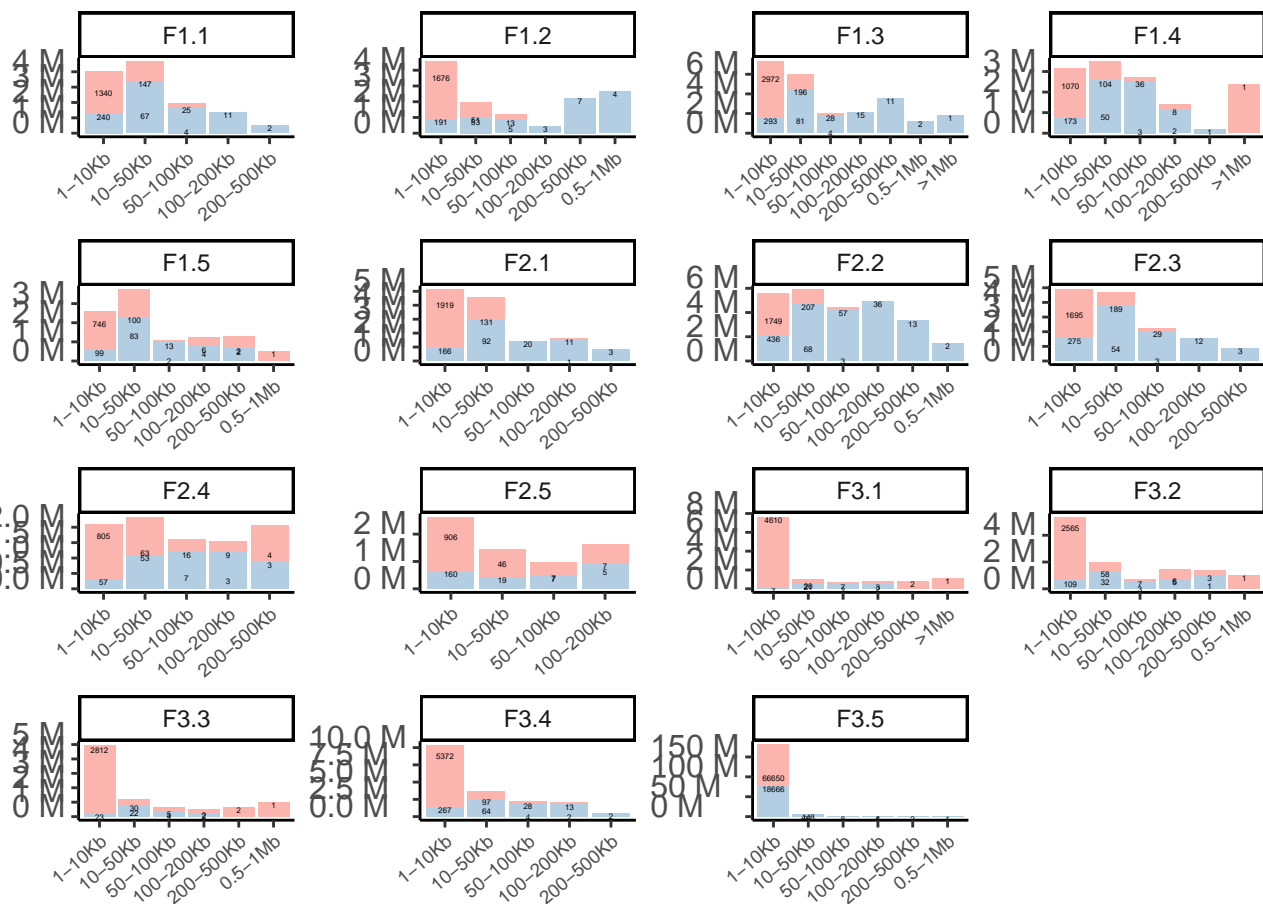 F1.1
4 M
3 M
2 M
1 M
0 M
1340
240
147
67
25
4
11
2
1−10Kb
10−50Kb
50−100Kb
100−200Kb
200−500Kb
F1.2
4 M
3 M
2 M
1 M
0 M
1676
191
13
5
3
7
4
1−10Kb
10−50Kb
50−100Kb
100−200Kb
200−500Kb
0.5−1Mb
F1.3
6 M
4 M
2 M
0 M
2972
293
196
81
28
4
15
11
2
1
1−10Kb
10−50Kb
50−100Kb
100−200Kb
200−500Kb
0.5−1Mb
>1Mb
F1.4
3 M
2 M
1 M
0 M
1070
173
104
50
36
3
8
2
1
1
1−10Kb
10−50Kb
50−100Kb
100−200Kb
200−500Kb
>1Mb
F1.5
3 M
2 M
1 M
0 M
746
99
100
83
13
2
1
1−10Kb
10−50Kb
50−100Kb
100−200Kb
200−500Kb
0.5−1Mb
F2.1
5 M
4 M
3 M
2 M
1 M
0 M
1919
166
131
92
20
11
1
3
1−10Kb
10−50Kb
50−100Kb
100−200Kb
200−500Kb
F2.2
6 M
4 M
2 M
0 M
1749
436
207
68
57
3
36
13
2
1−10Kb
10−50Kb
50−100Kb
100−200Kb
200−500Kb
0.5−1Mb
F2.3
5 M
4 M
3 M
2 M
1 M
0 M
1695
275
189
54
29
3
12
3
1−10Kb
10−50Kb
50−100Kb
100−200Kb
200−500Kb
F2.4
805
57
63
53
16
7
9
3
4
3
1−10Kb
10−50Kb
50−100Kb
100−200Kb
200−500Kb
F2.5
2 M
1 M
0 M
906
160
46
19
7
5
1−10Kb
10−50Kb
50−100Kb
100−200Kb
F3.1
8 M
6 M
4 M
2 M
0 M
4610
2
1
1−10Kb
10−50Kb
50−100Kb
100−200Kb
200−500Kb
>1Mb
F3.2
4 M
2 M
0 M
2565
109
58
32
7
3
3
1
1
1−10Kb
10−50Kb
50−100Kb
100−200Kb
200−500Kb
0.5−1Mb
F3.3
5 M
4 M
3 M
2 M
1 M
0 M
2812
23
30
22
2
1
1−10Kb
10−50Kb
50−100Kb
100−200Kb
200−500Kb
0.5−1Mb
F3.4
10.0 M
7.5 M
5.0 M
2.5 M
0.0 M
5372
267
97
64
28
4
13
2
2
1−10Kb
10−50Kb
50−100Kb
100−200Kb
200−500Kb
F3.5
150 M
100 M
50 M
0 M
66650
18666
1−10Kb
10−50Kb
50−100Kb
100−200Kb
200−500Kb
0.5−1Mb